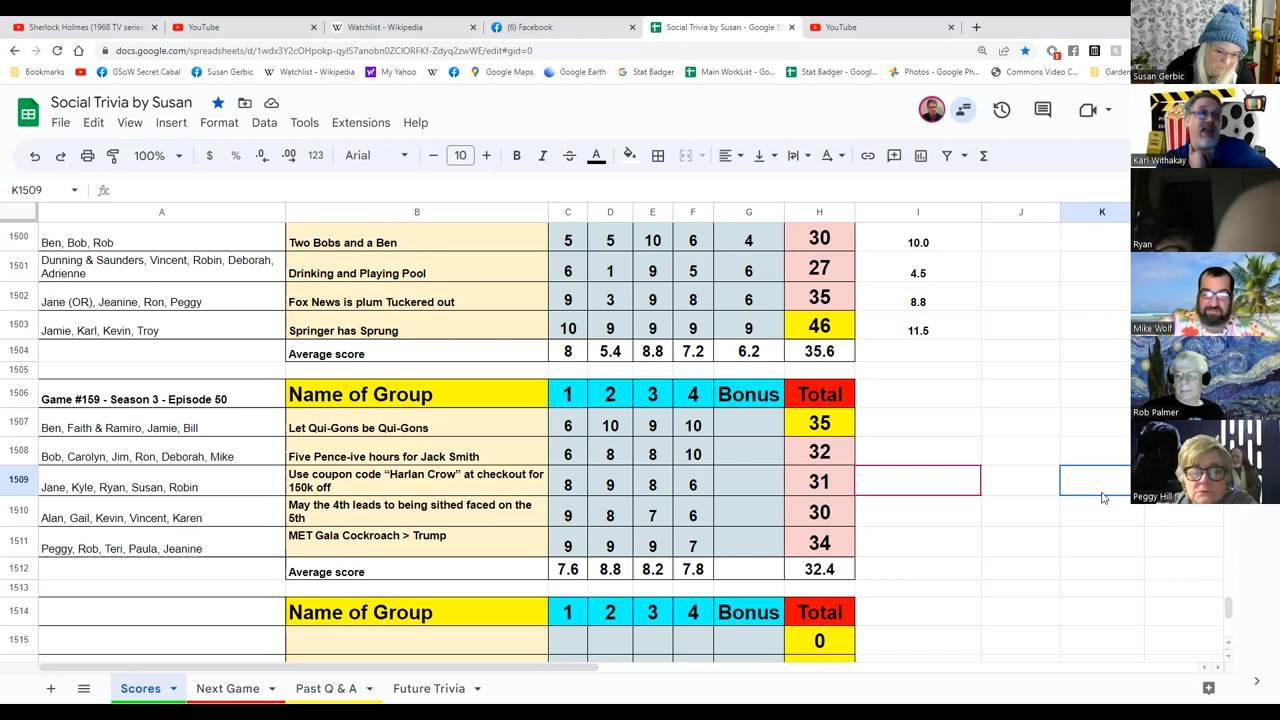 Sherlock Holmes (1968 TV series
YouTube
Watchlist - Wikipedia
(6) Facebook
Social Trivia by Susan - Google S
YouTube
docs.google.com/spreadsheets/d/
Bookmarks
GSoW Secret Cabal
Susan Gerbic
Watchlist - Wikipedia
My Yahoo
Google Maps
Google Earth
Stat Badger
Main WorkList - Go...
Stat Badger - Googl...
Photos - Google Ph...
Commons Video C...
Garden
Susan Gerbic
Social Trivia by Susan
File Edit View Insert Format Data Tools Extensions Help
100% $ % .0 .00 123 Arial 10 B I A
Karl Withakay
K1509 fx
A B C D E F G H I J K
1500 Ben, Bob, Rob Two Bobs and a Ben 5 5 10 6 4 30 10.0
Ryan
1501 Dunning & Saunders, Vincent, Robin, Deborah,
Adrienne Drinking and Playing Pool 6 1 9 5 6 27 4.5
1502 Jane (OR), Jeanine, Ron, Peggy Fox News is plum Tuckered out 9 3 9 8 6 35 8.8
1503 Jamie, Karl, Kevin, Troy Springer has Sprung 10 9 9 9 9 46 11.5
Mike Wolf
1504 Average score 8 5.4 8.8 7.2 6.2 35.6
1505
1506 Game #159 - Season 3 - Episode 50 Name of Group 1 2 3 4 Bonus Total
Rob Palmer
1507 Ben, Faith & Rõniro, Jamie, Bill Let Qui-Gons be Qui-Gons 6 10 9 10 35
1508 Bob, Carolyn, Jim, Ron, Deborah, Mike Five Pence-ive hours for Jack Smith 6 8 8 10 32
1509 Jane, Kyle, Ryan, Susan, Robin Use coupon code “Harlan Crow” at checkout for
150k off 8 9 8 6 31
Peggy Hill
1510 Alan, Gail, Kevin, Vincent, Karen May the 4th leads to being sithed faced on the
5th 9 8 7 6 30
1511 Peggy, Rob, Teri, Paula, Jeanine MET Gala Cockroach > Trump 9 9 9 7 34
1512 Average score 7.6 8.8 8.2 7.8 32.4
1513
1514 Name of Group 1 2 3 4 Bonus Total
1515 0
Scores Next Game Past Q & A Future Trivia